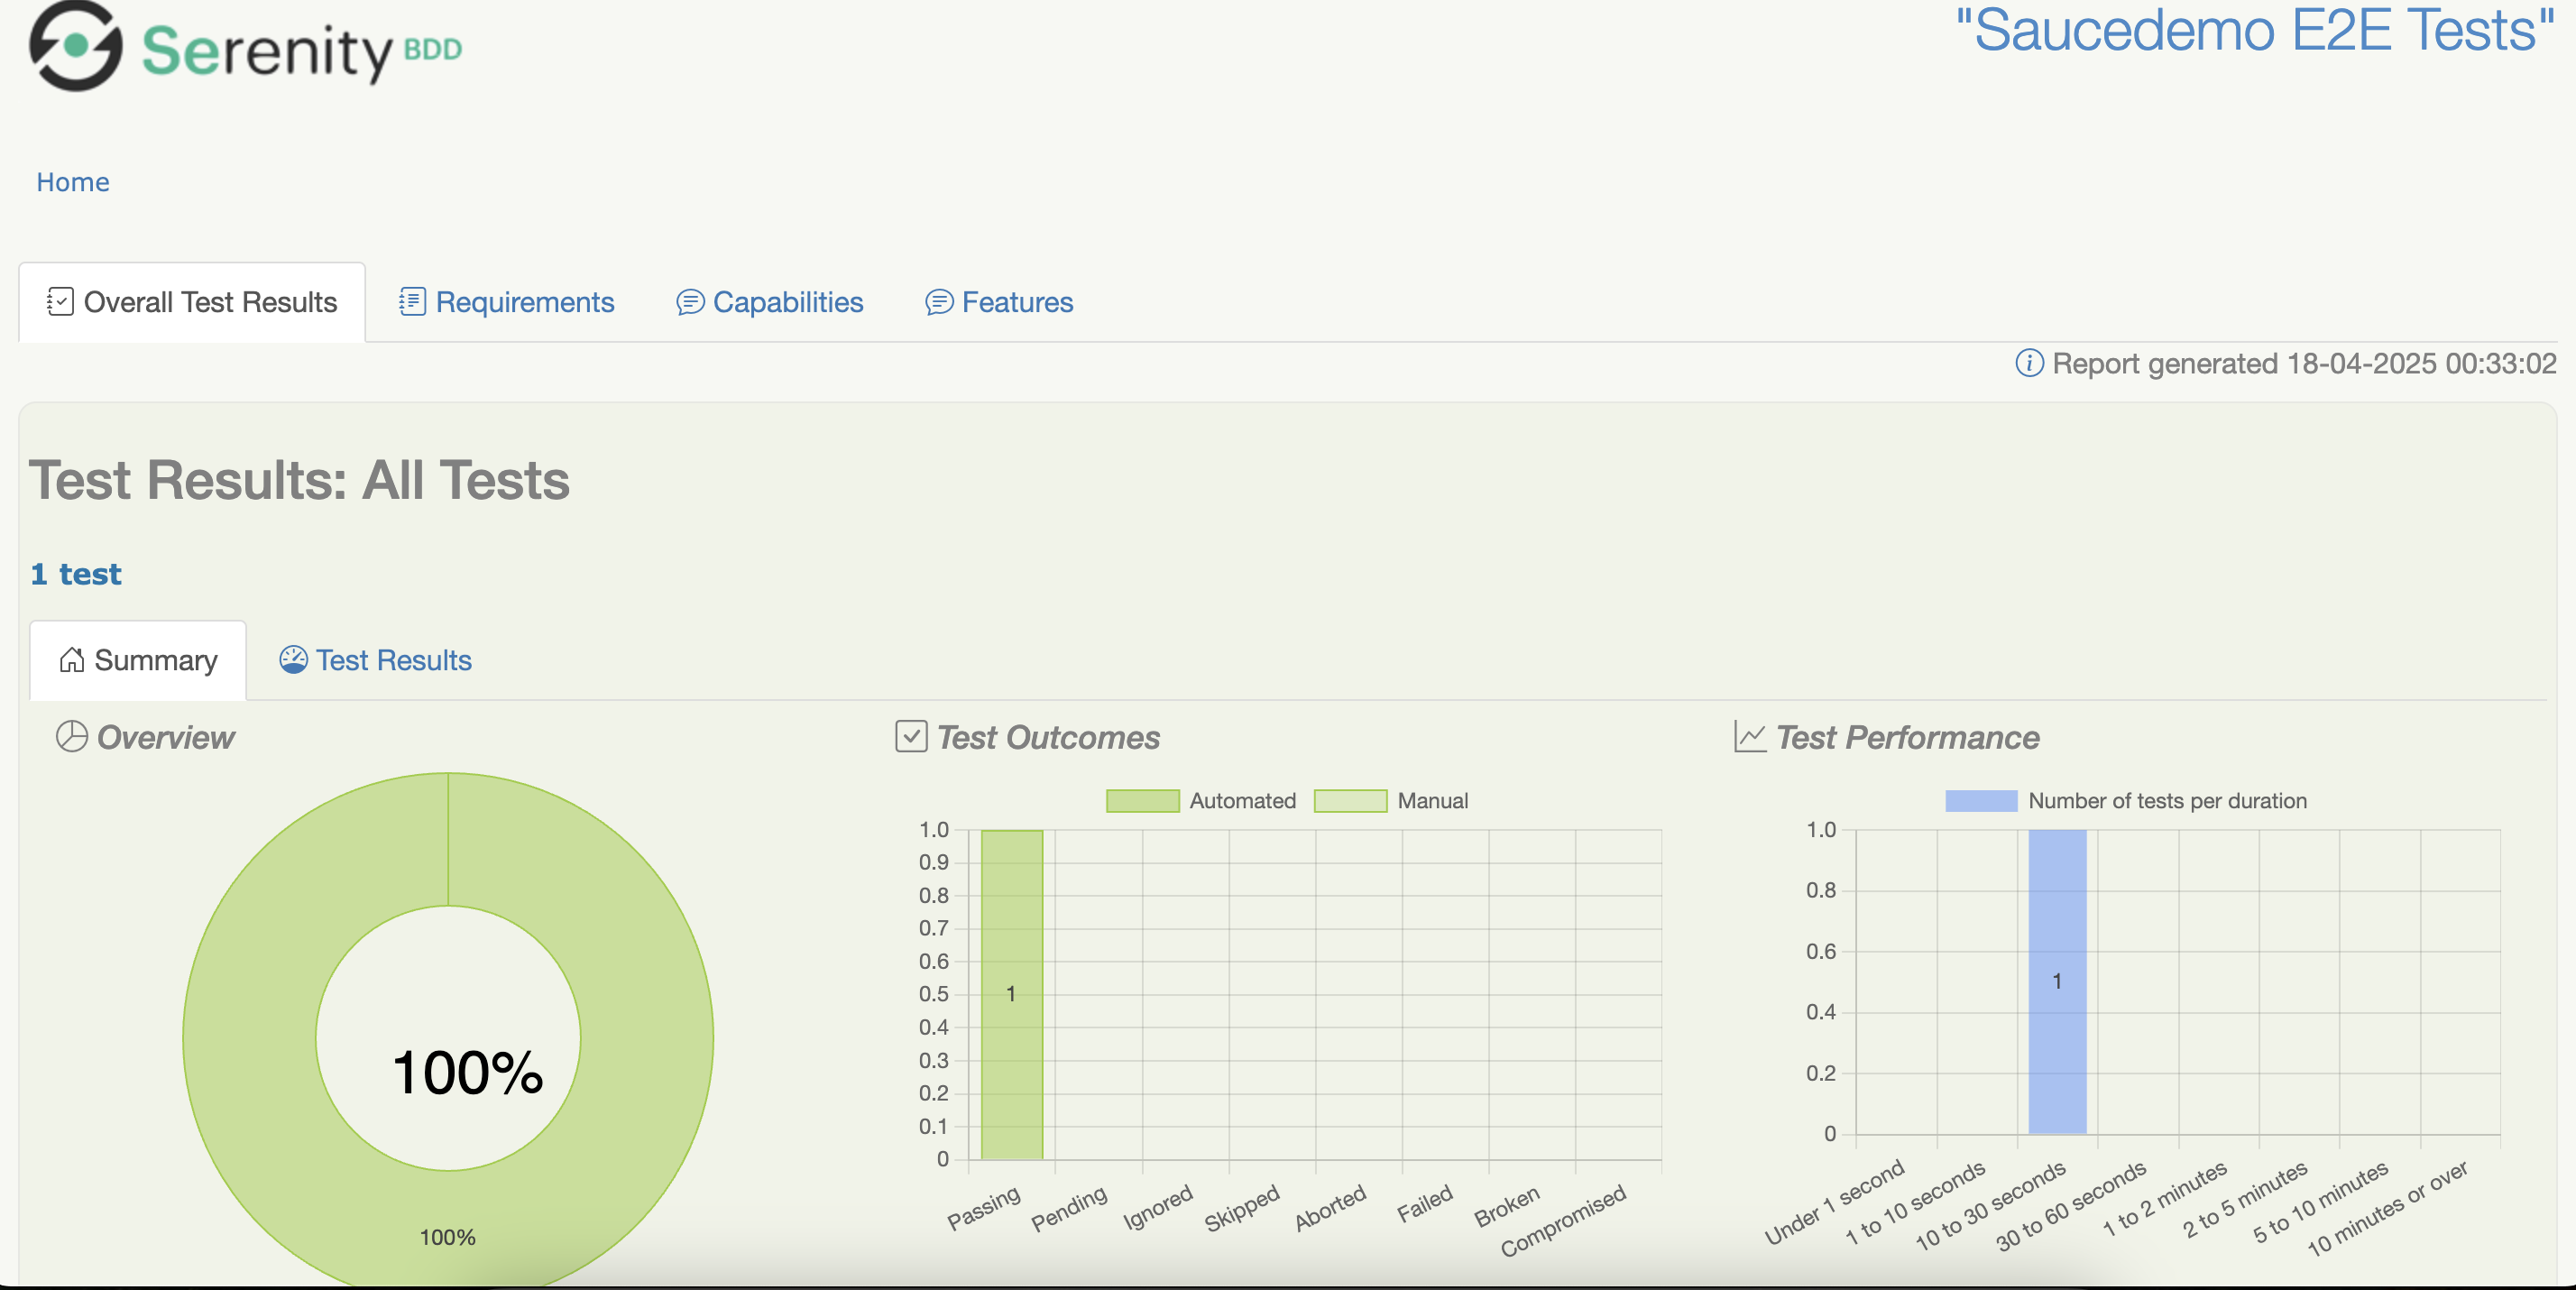 Serenity BDD
"Saucedemo E2E Tests"
Home
Overall Test Results
Requirements
Capabilities
Features
Report generated 18-04-2025 00:33:02
Test Results: All Tests
1 test
Summary
Test Results
Overview
100%
100%
Test Outcomes
Automated
Manual
1.0
0.9
0.8
0.7
0.6
0.5
0.4
0.3
0.2
0.1
0
1
Passing
Pending
Ignored
Skipped
Aborted
Failed
Broken
Compromised
Test Performance
Number of tests per duration
1.0
0.8
0.6
0.4
0.2
0
1
Under 1 second
1 to 10 seconds
10 to 30 seconds
30 to 60 seconds
1 to 2 minutes
2 to 5 minutes
5 to 10 minutes
10 minutes or over